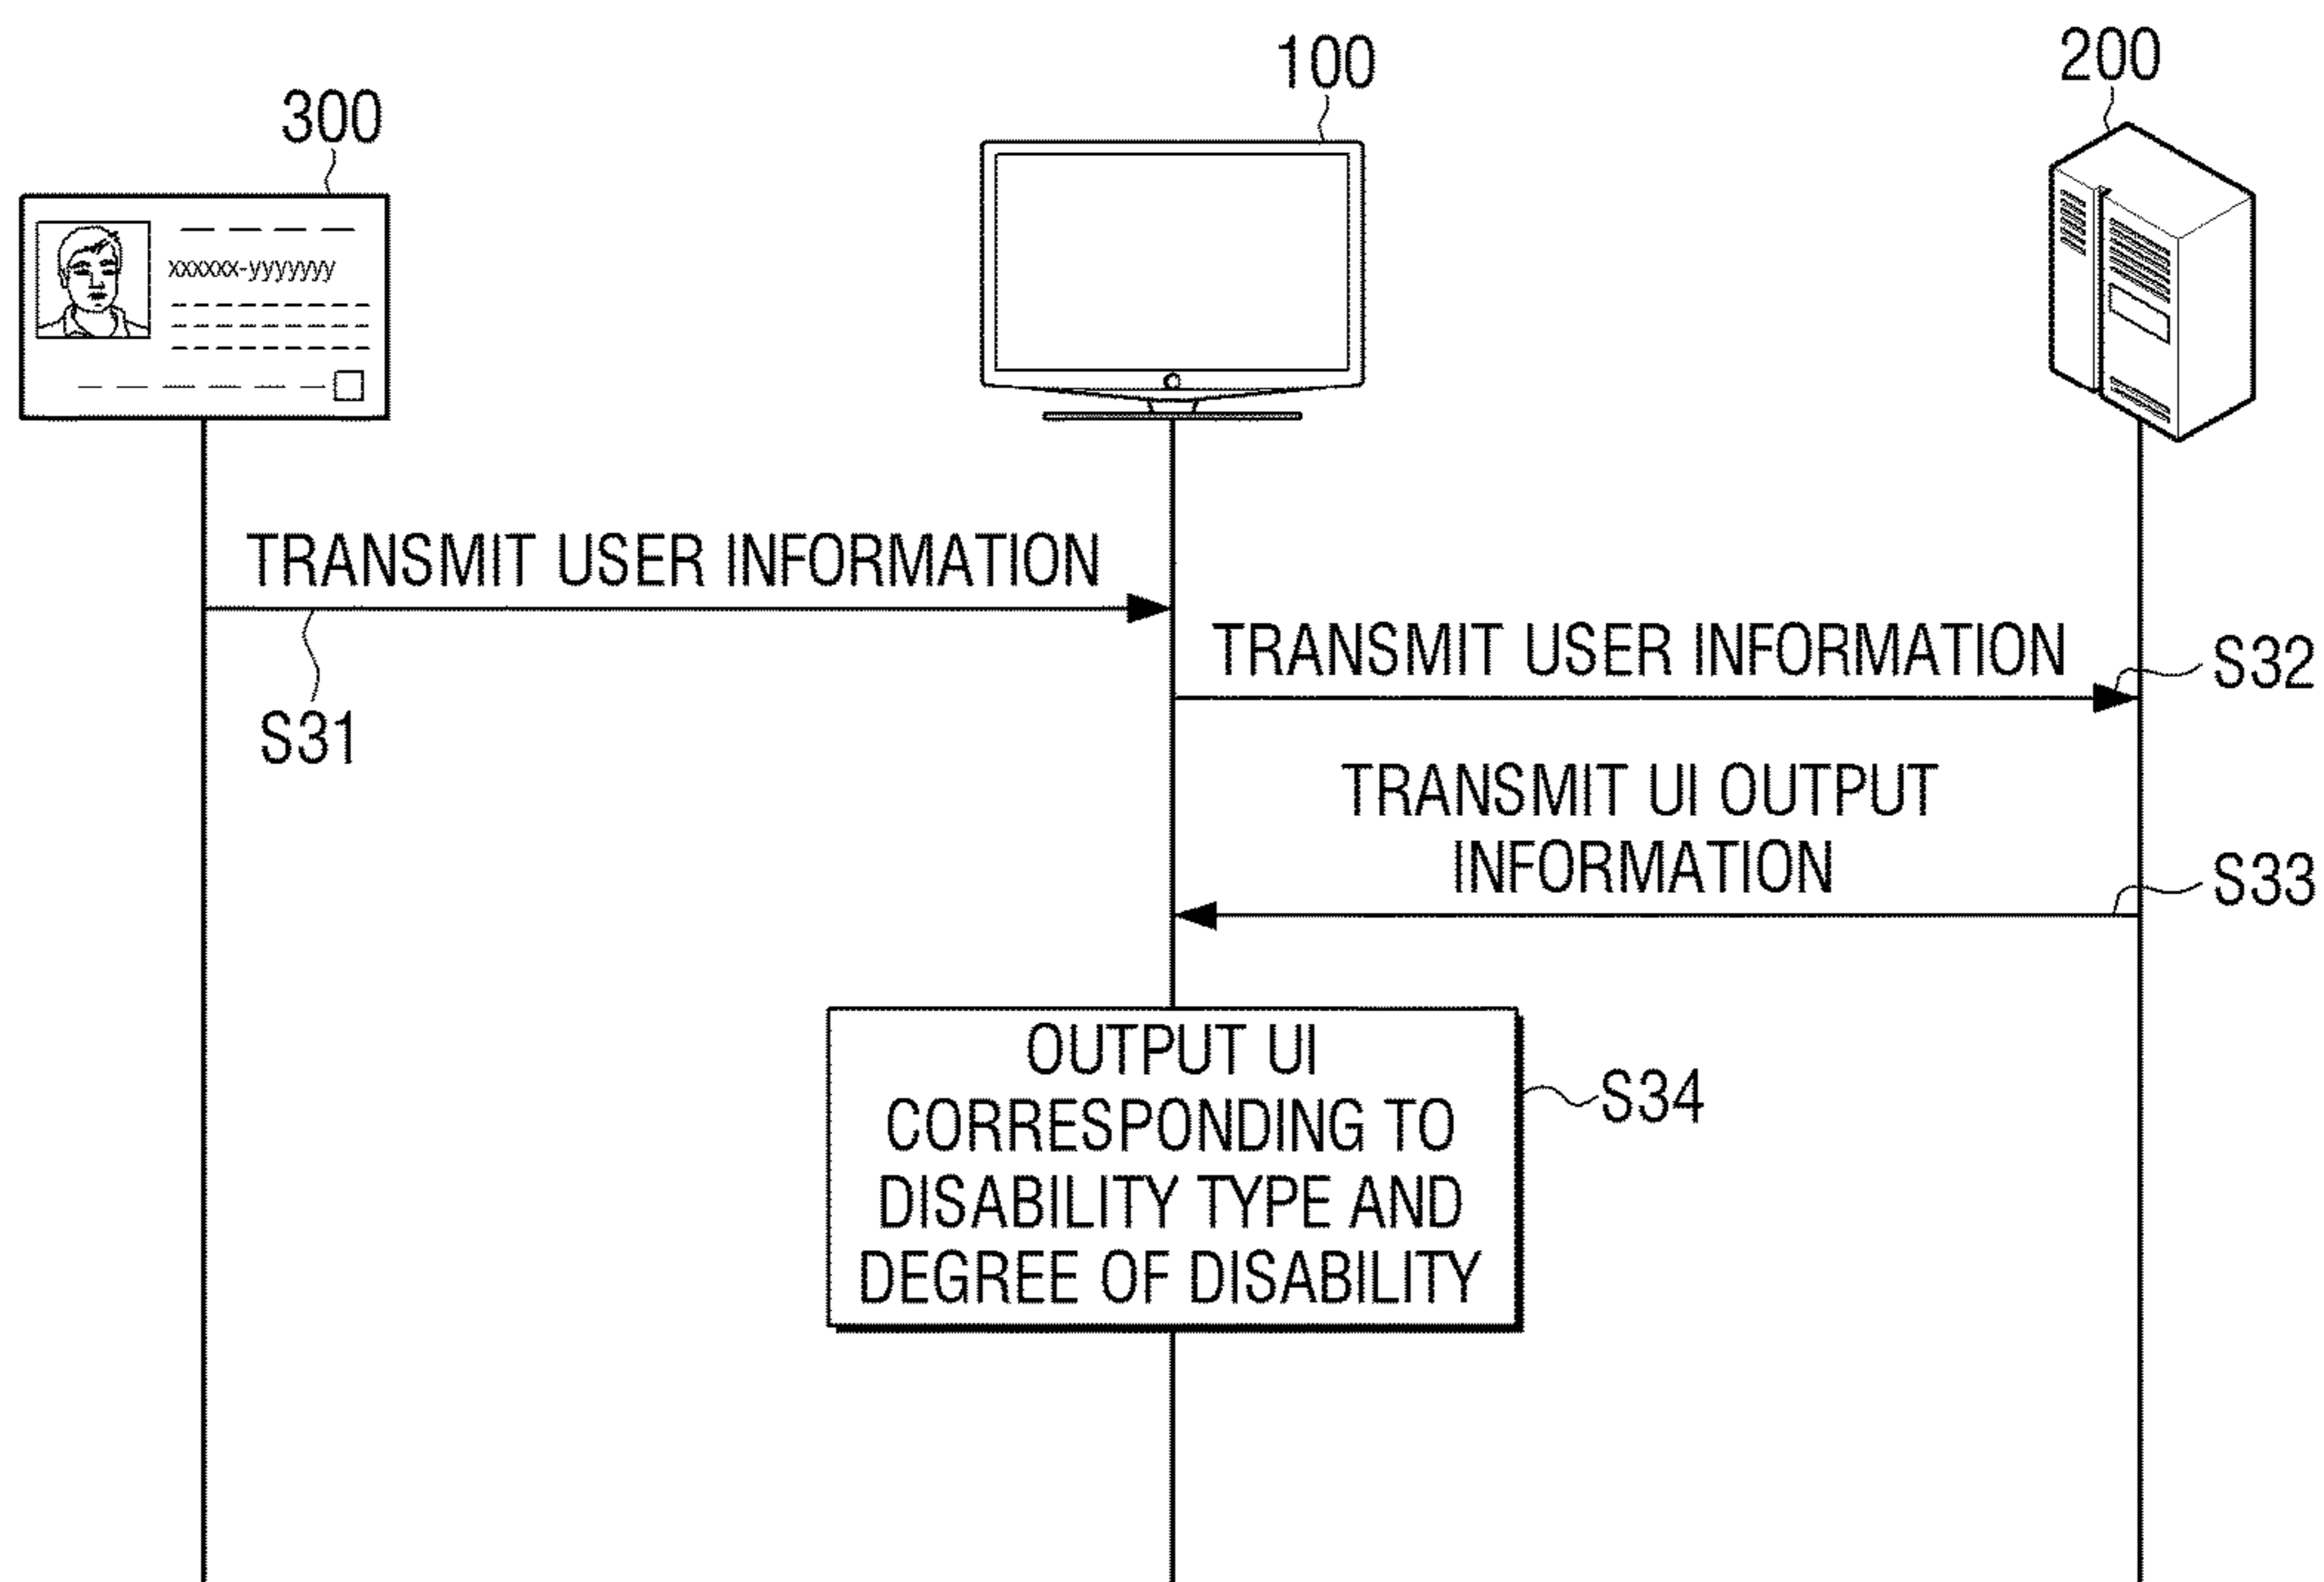 300
100
200
xxxxxx-yyyyyyy
TRANSMIT USER INFORMATION
S31
TRANSMIT USER INFORMATION
S32
TRANSMIT UI OUTPUT
INFORMATION
S33
OUTPUT UI
CORRESPONDING TO
DISABILITY TYPE AND
DEGREE OF DISABILITY
S34